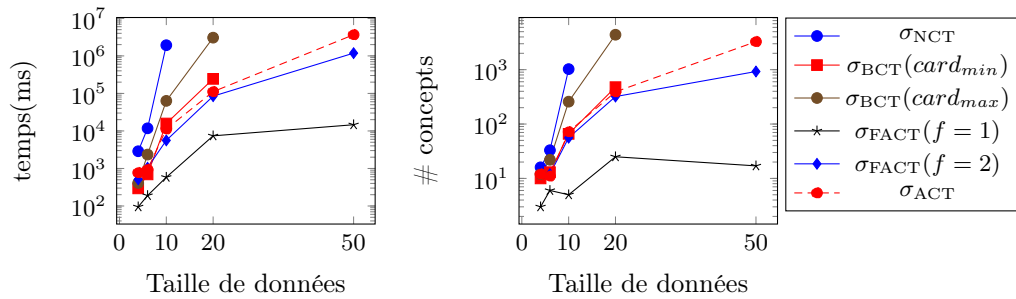 temps(ms)
10^7
10^6
10^5
10^4
10^3
10^2
0 10 20 50
Taille de données
# concepts
10^3
10^2
10^1
0 10 20 50
Taille de données
σ_NCT
σ_BCT(card_min)
σ_BCT(card_max)
σ_FACT(f = 1)
σ_FACT(f = 2)
σ_ACT